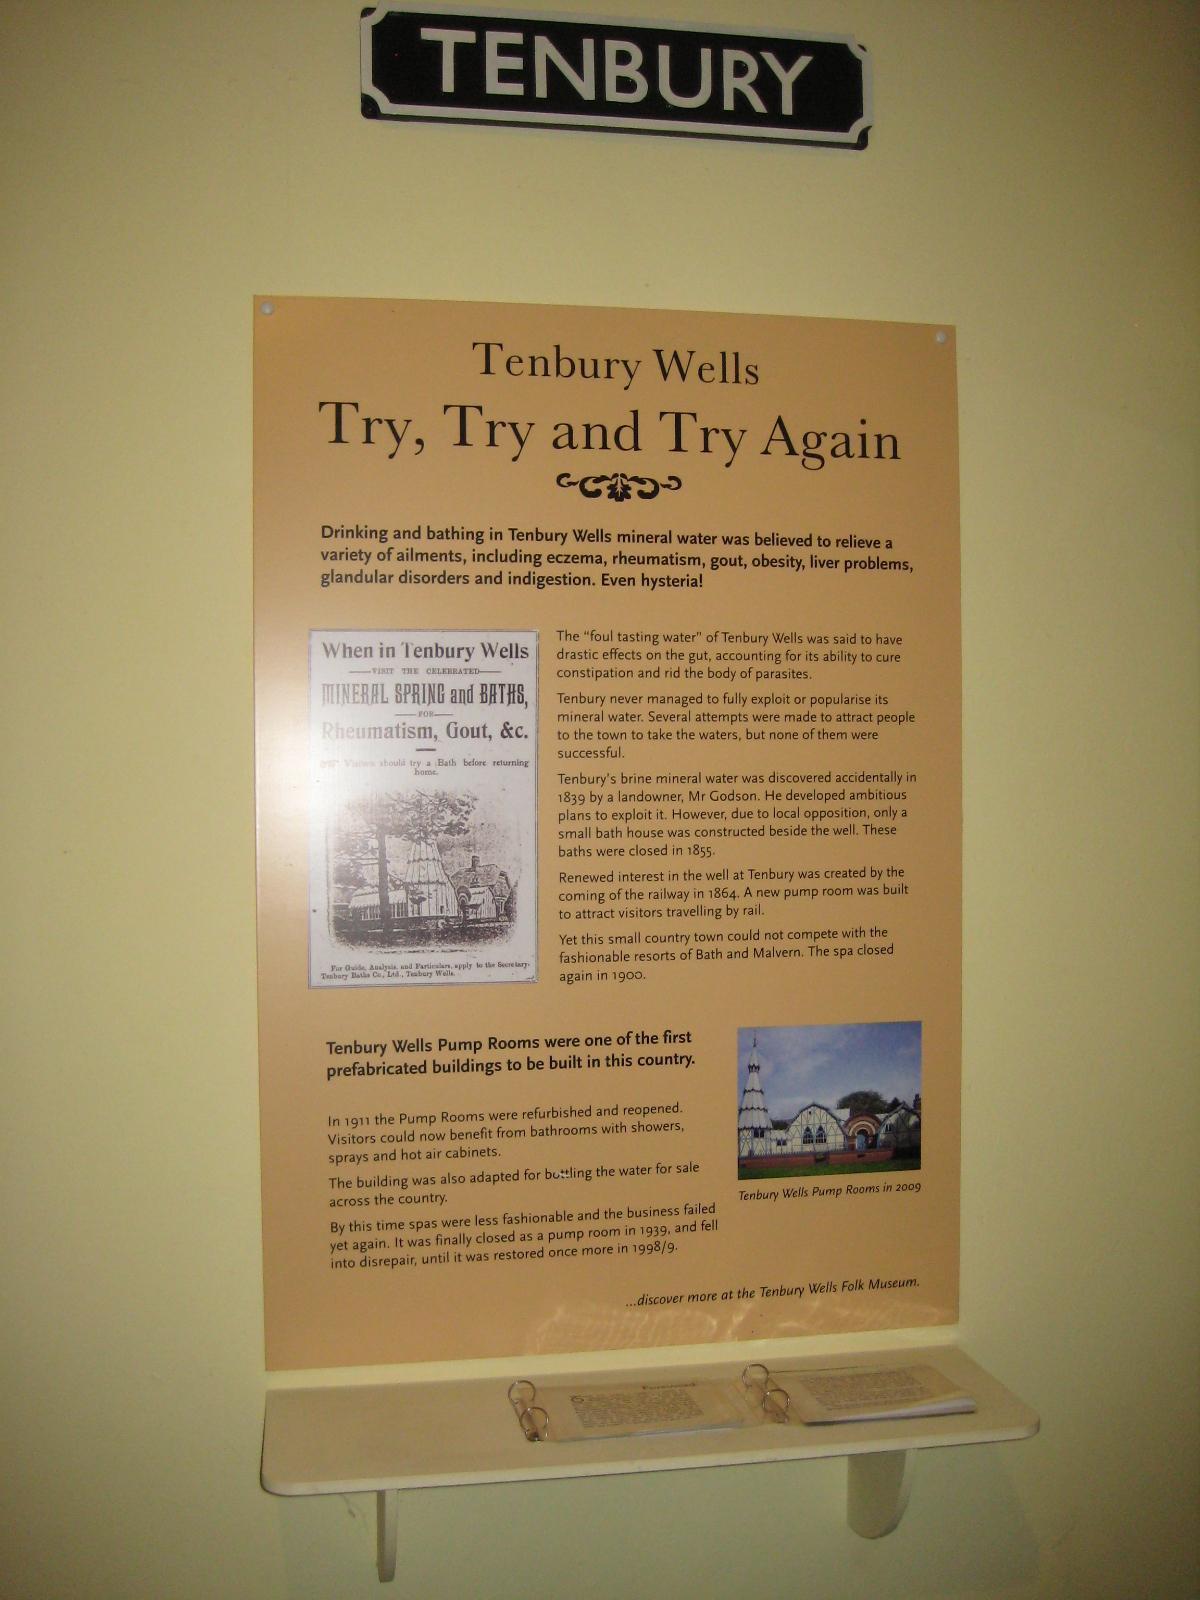 TENBURY
Tenbury Wells
Try, Try and Try Again
Drinking and bathing in Tenbury Wells mineral water was believed to relieve a
variety of ailments, including eczema, rheumatism, gout, obesity, liver problems,
glandular disorders and indigestion. Even hysteria!
When in Tenbury Wells
VISIT THE CELEBRATED
MINERAL SPRING and BATHS,
FOR
Rheumatism, Gout, &c.
Visitors should try a Bath before returning
home.
For Guide, Analysis, and Particulars, apply to the Secretary,
Tenbury Baths Co., Ltd., Tenbury Wells.
The “foul tasting water” of Tenbury Wells was said to have
drastic effects on the gut, accounting for its ability to cure
constipation and rid the body of parasites.
Tenbury never managed to fully exploit or popularise its
mineral water. Several attempts were made to attract people
to the town to take the waters, but none of them were
successful.
Tenbury's brine mineral water was discovered accidentally in
1839 by a landowner, Mr Godson. He developed ambitious
plans to exploit it. However, due to local opposition, only a
small bath house was constructed beside the well. These
baths were closed in 1855.
Renewed interest in the well at Tenbury was created by the
coming of the railway in 1864. A new pump room was built
to attract visitors travelling by rail.
Yet this small country town could not compete with the
fashionable resorts of Bath and Malvern. The spa closed
again in 1900.
Tenbury Wells Pump Rooms were one of the first
prefabricated buildings to be built in this country.
In 1911 the Pump Rooms were refurbished and reopened.
Visitors could now benefit from bathrooms with showers,
sprays and hot air cabinets.
The building was also adapted for bottling the water for sale
across the country.
By this time spas were less fashionable and the business failed
yet again. It was finally closed as a pump room in 1939, and fell
into disrepair, until it was restored once more in 1998/9.
Tenbury Wells Pump Rooms in 2009
...discover more at the Tenbury Wells Folk Museum.